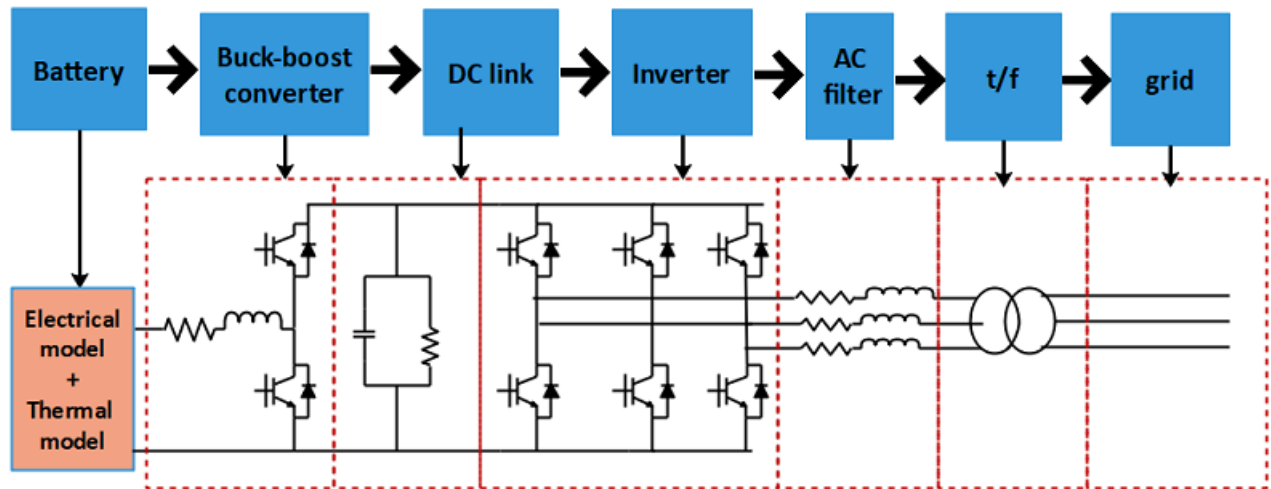 Battery
Buck-boost
converter
DC link
Inverter
AC
filter
t/f
grid
Electrical
model
+
Thermal
model